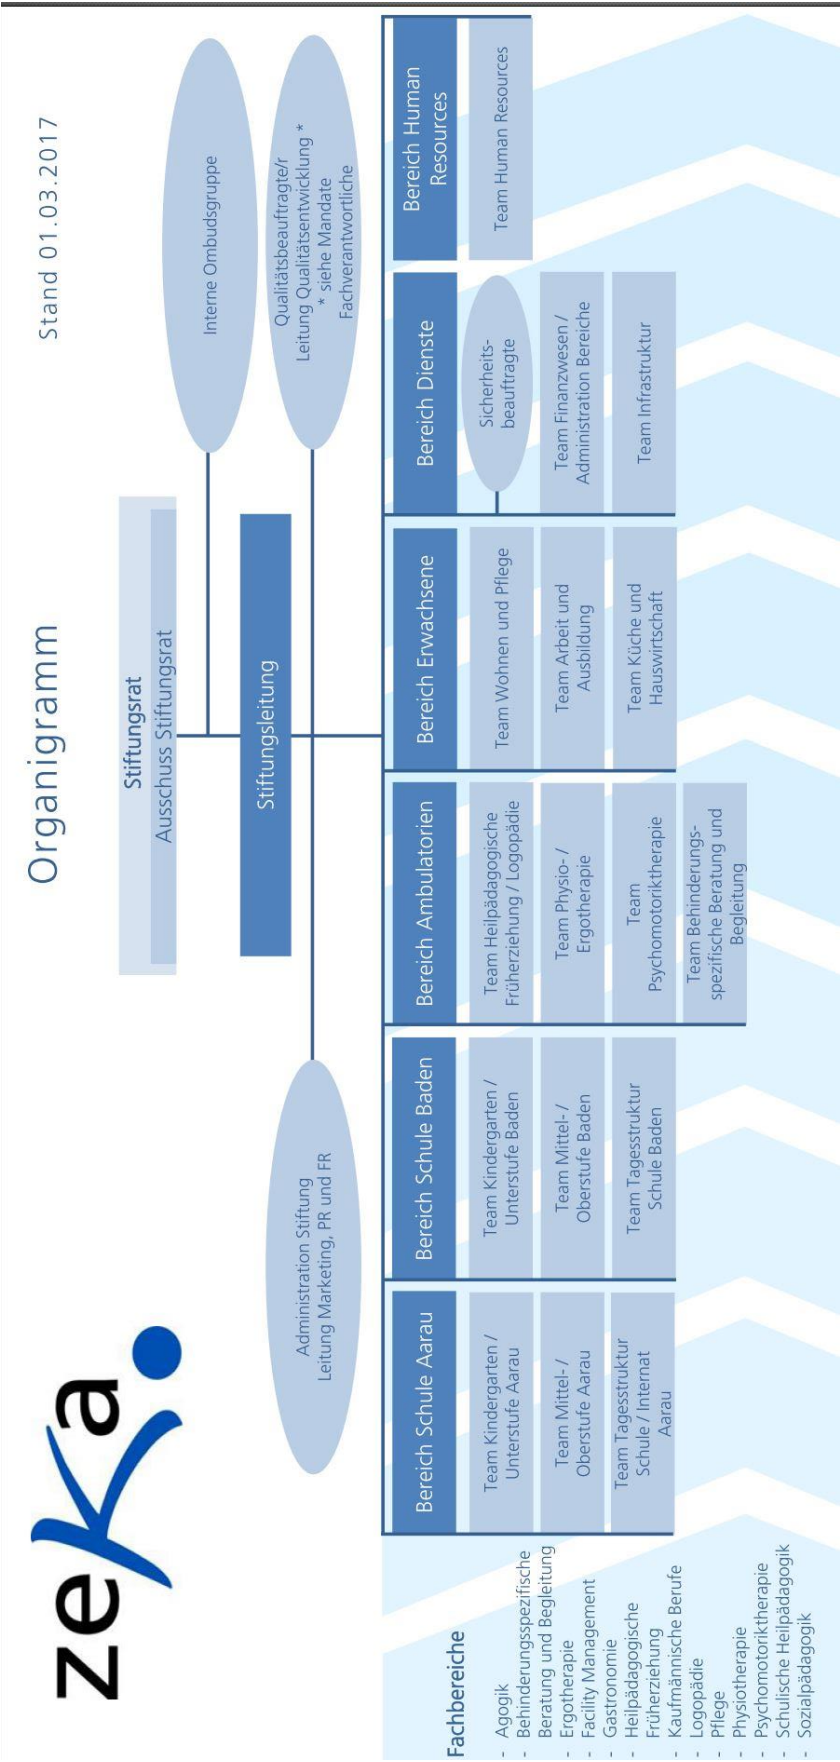 zeKa
Organigramm
Stand 01.03.2017
Stiftungsrat
Ausschuss Stiftungsrat
Interne Ombudsgruppe
Stiftungsleitung
Administration Stiftung
Leitung Marketing, PR und FR
Qualitätsbeauftragte/r
Leitung Qualitätsentwicklung *
* siehe Mandate
Fachverantwortliche
Bereich Schule Aarau
Team Kindergarten /
Unterstufe Aarau
Team Mittel- /
Oberstufe Aarau
Team Tagesstruktur
Schule / Internat
Aarau
Bereich Schule Baden
Team Kindergarten /
Unterstufe Baden
Team Mittel- /
Oberstufe Baden
Team Tagesstruktur
Schule Baden
Bereich Ambulatorien
Team Heilpädagogische
Früherziehung / Logopädie
Team Physio- /
Ergotherapie
Team
Psychomotoriktherapie
Team Behinderungs-
spezifische Beratung und
Begleitung
Bereich Erwachsene
Team Wohnen und Pflege
Team Arbeit und
Ausbildung
Team Küche und
Hauswirtschaft
Bereich Dienste
Sicherheits-
beauftragte
Team Finanzwesen /
Administration Bereiche
Team Infrastruktur
Bereich Human
Resources
Team Human Resources
Fachbereiche
- Agogik
- Behinderungsspezifische
Beratung und Begleitung
- Ergotherapie
- Facility Management
- Gastronomie
- Heilpädagogische
Früherziehung
- Kaufmännische Berufe
- Logopädie
- Pflege
- Physiotherapie
- Psychomotoriktherapie
- Schulische Heilpädagogik
- Sozialpädagogik